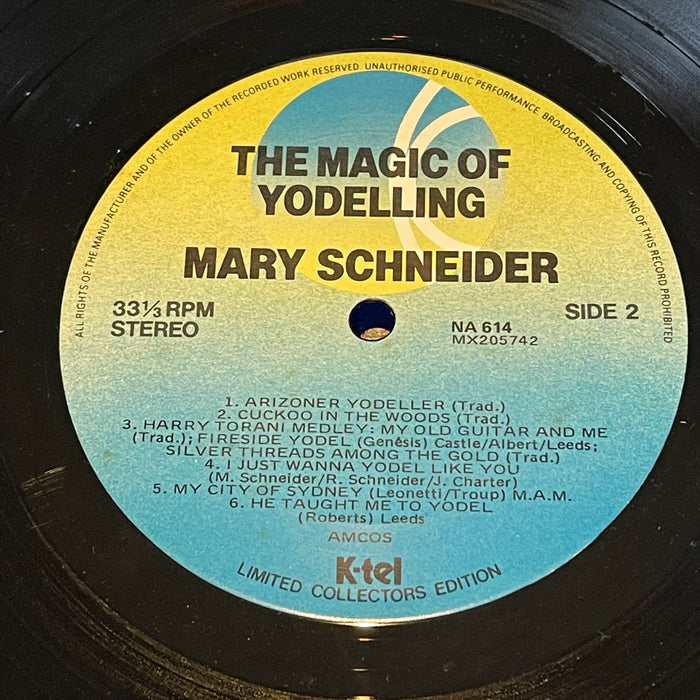 ALL RIGHTS OF THE MANUFACTURER AND OF THE OWNER OF THE RECORDED WORK RESERVED. UNAUTHORISED PUBLIC PERFORMANCE, BROADCASTING AND COPYING OF THIS RECORD PROHIBITED
THE MAGIC OF
YODELLING
MARY SCHNEIDER
33⅓ RPM
STEREO
NA 614
MX205742
SIDE 2
1. ARIZONER YODELLER (Trad.)
2. CUCKOO IN THE WOODS (Trad.)
3. HARRY TORANI MEDLEY: MY OLD GUITAR AND ME
(Trad.); FIRESIDE YODEL (Genésis) Castle/Albert/Leeds;
SILVER THREADS AMONG THE GOLD (Trad.)
4. I JUST WANNA YODEL LIKE YOU
(M. Schneider/R. Schneider/J. Charter)
5. MY CITY OF SYDNEY (Leonetti/Troup) M.A.M.
6. HE TAUGHT ME TO YODEL
(Roberts) Leeds
AMCOS
K-tel
LIMITED COLLECTORS EDITION